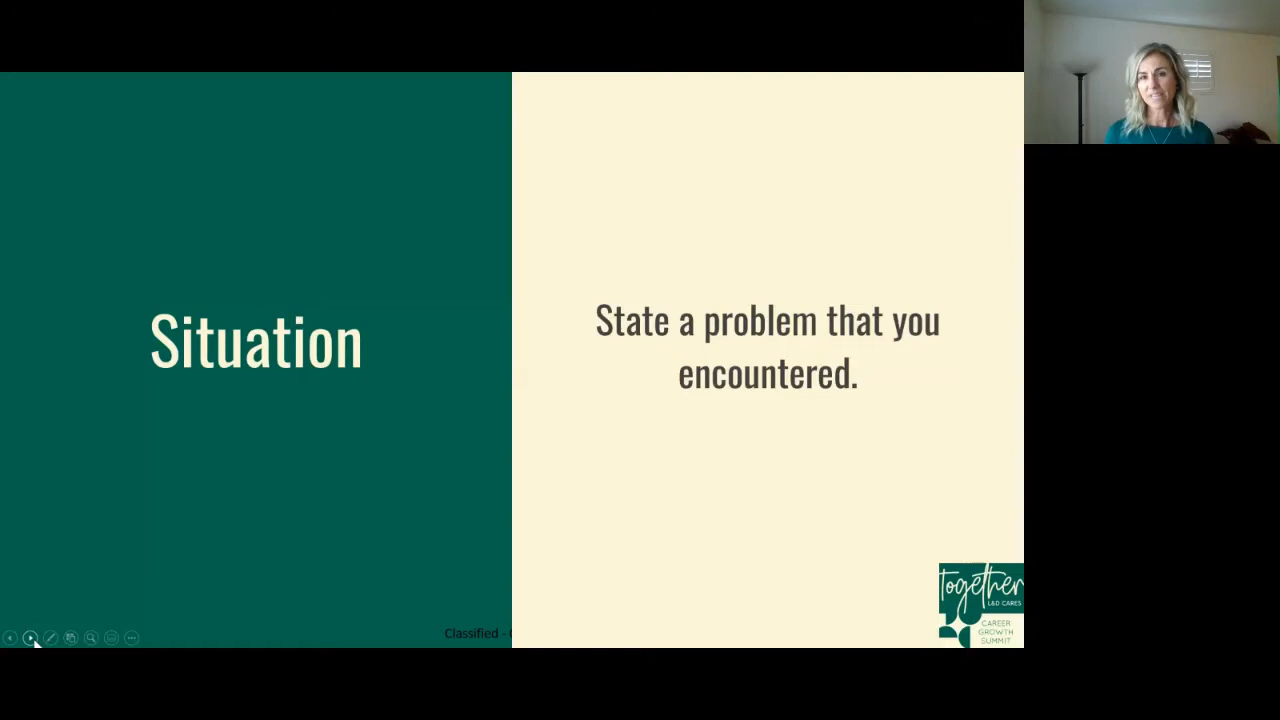 Situation
State a problem that you
encountered.
Classified -
together
L&D CARES
CAREER
GROWTH
SUMMIT